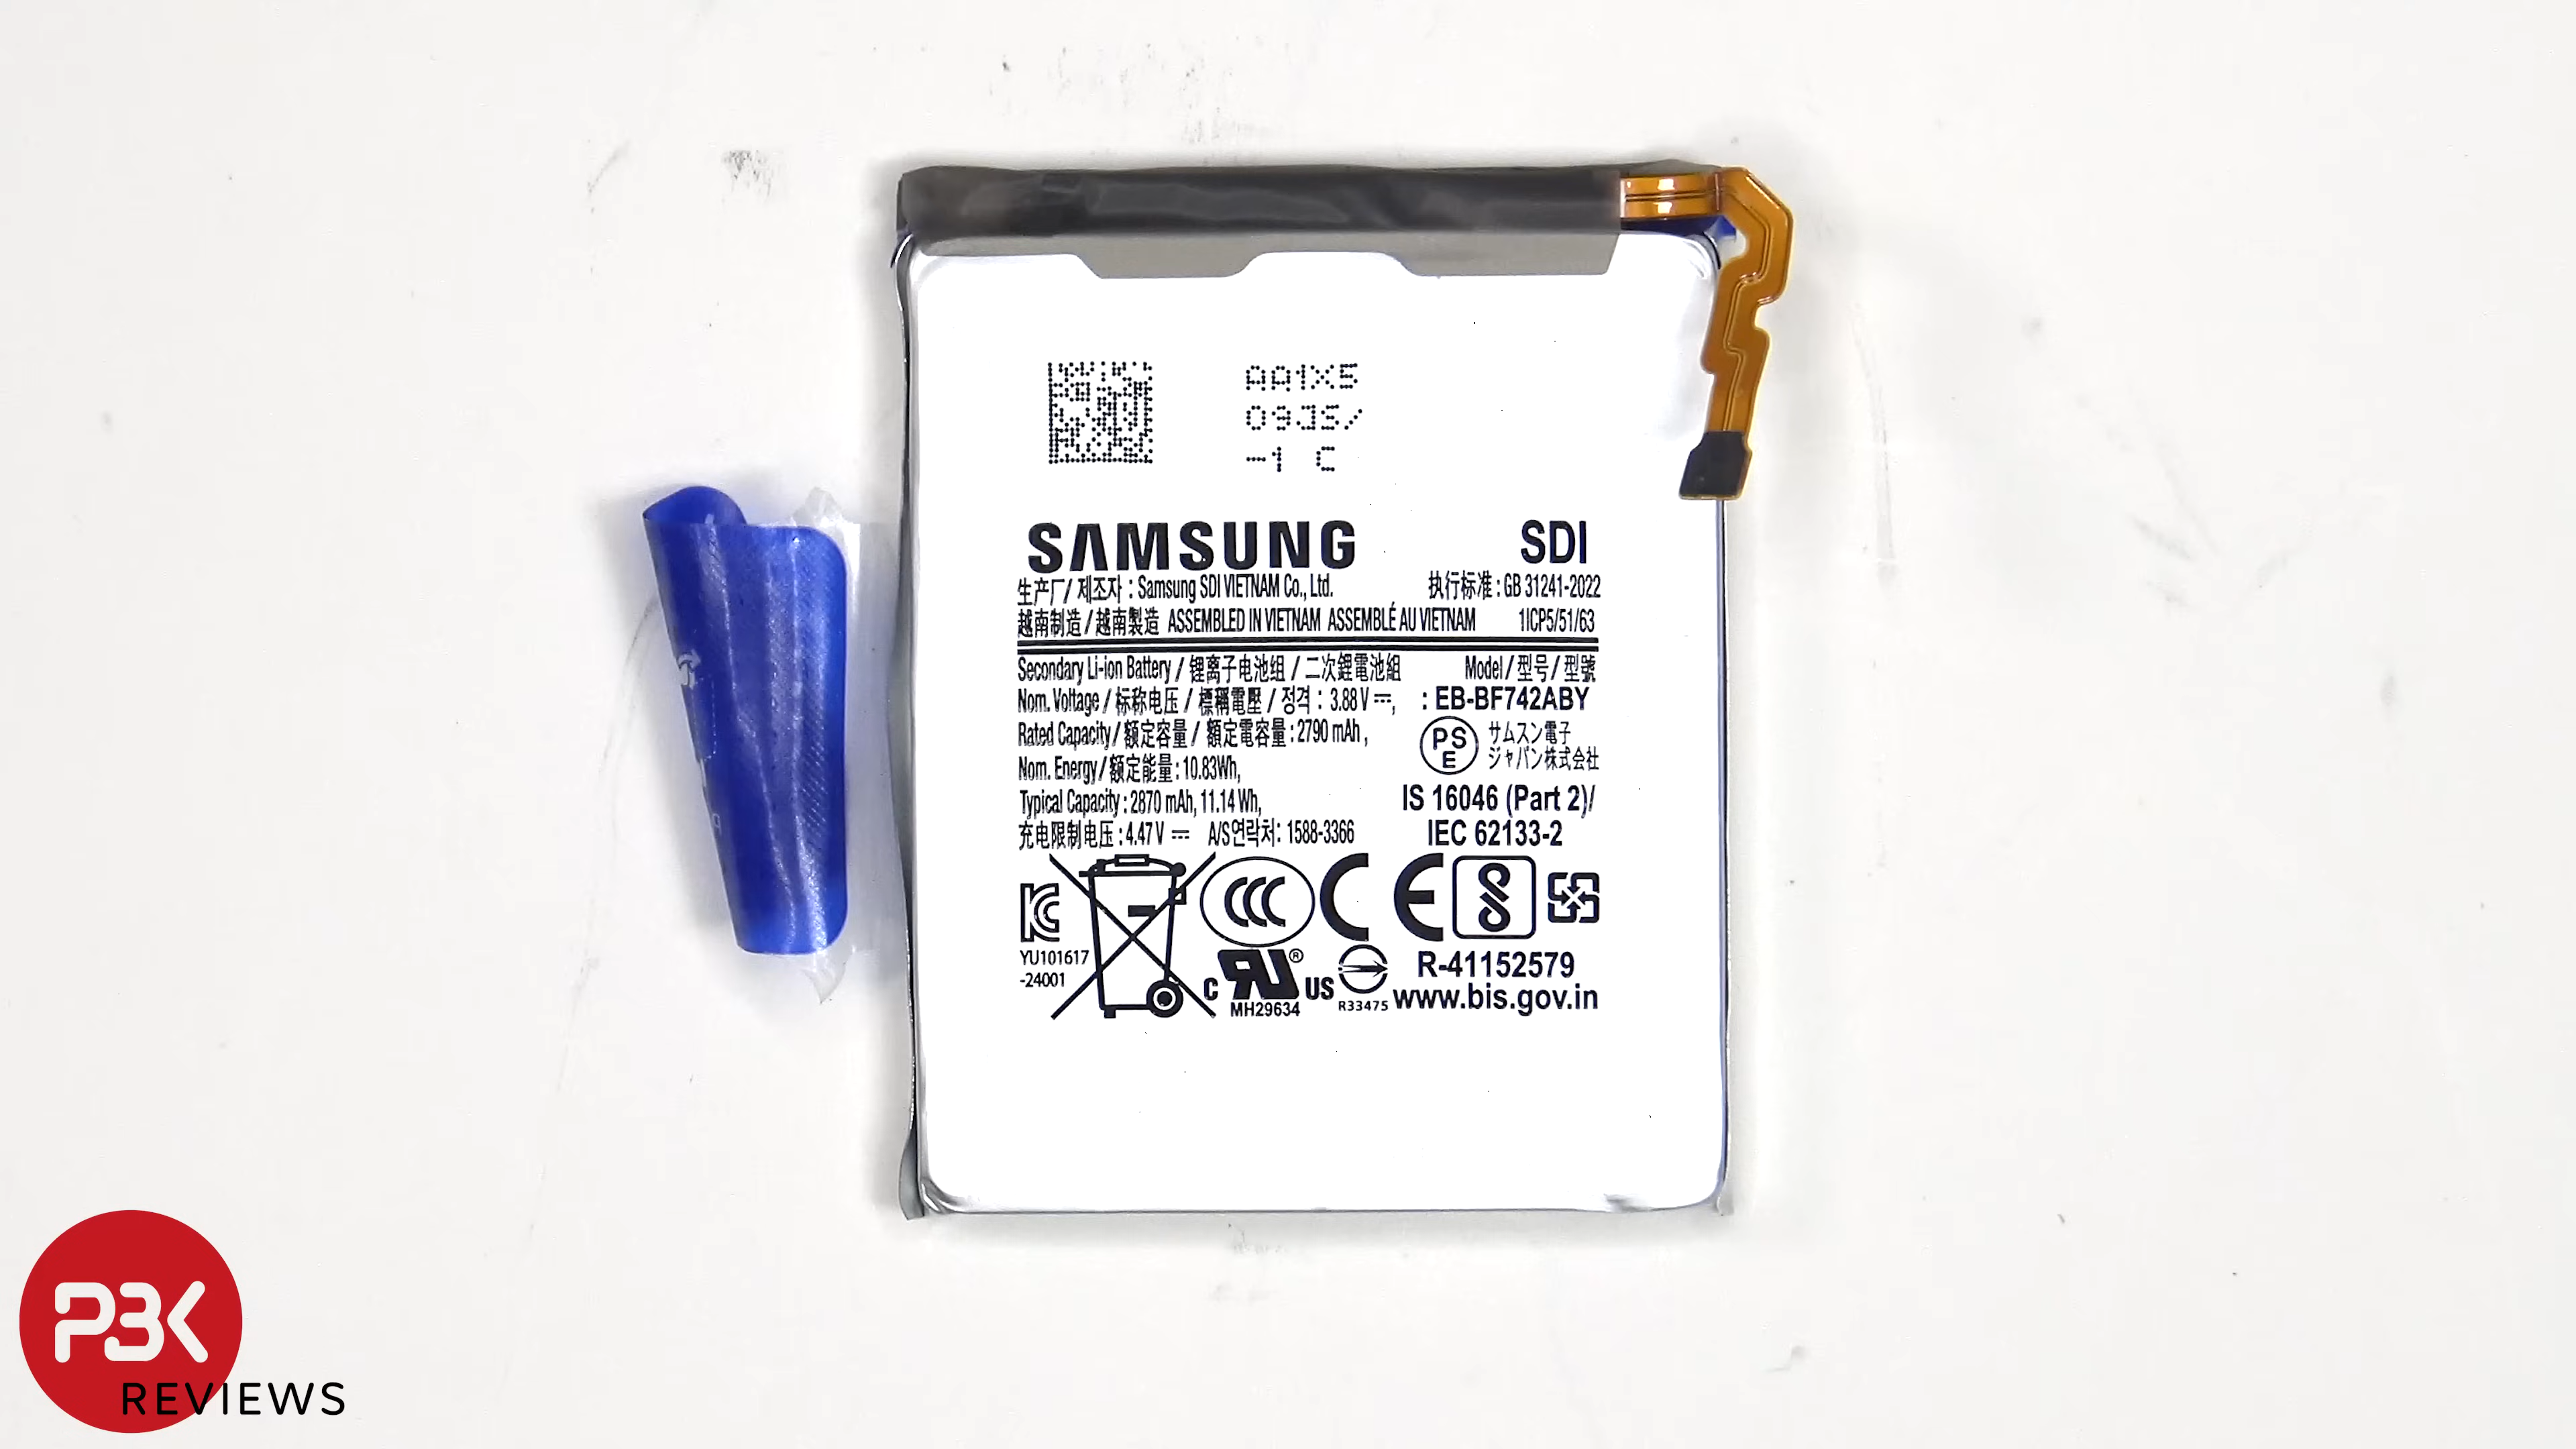 AA1X5
09JS/
-1 C
SAMSUNG SDI
生产厂/ 제조자 : Samsung SDI VIETNAM Co., Ltd. 执行标准 : GB 31241-2022
越南制造 / 越南製造 ASSEMBLED IN VIETNAM ASSEMBLÉ AU VIETNAM 1ICP5/51/63
Secondary Li-ion Battery / 锂离子电池组 / 二次鋰電池組 Model / 型号 / 型號
Nom. Voltage / 标称电压 / 標稱電壓 / 정격 : 3.88 V ⎓, : EB-BF742ABY
Rated Capacity / 额定容量 / 額定電容量 : 2790 mAh ,
Nom. Energy / 额定能量 : 10.83Wh,
Typical Capacity : 2870 mAh, 11.14 Wh,
充电限制电压 : 4.47 V ⎓ A/S연락처: 1588-3366
PS
E
サムスン電子
ジャパン株式会社
IS 16046 (Part 2)/
IEC 62133-2
KC
CCC
CE
YU101617
-24001
C RU ® US
MH29634
R33475
R-41152579
www.bis.gov.in
PBK
REVIEWS